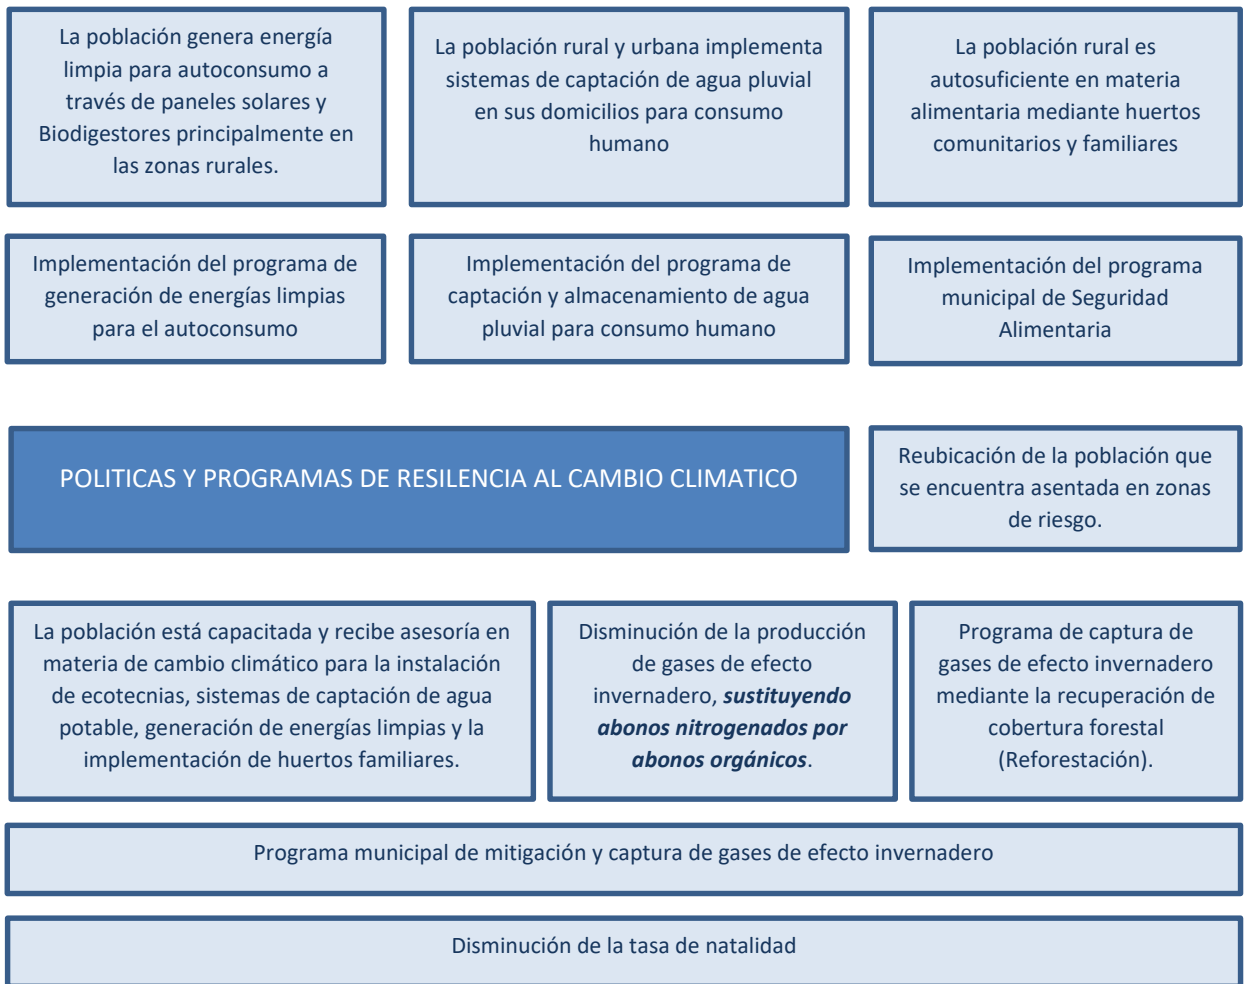 La población genera energía
limpia para autoconsumo a
través de paneles solares y
Biodigestores principalmente en
las zonas rurales.
La población rural y urbana implementa
sistemas de captación de agua pluvial
en sus domicilios para consumo
humano
La población rural es
autosuficiente en materia
alimentaria mediante huertos
comunitarios y familiares
Implementación del programa de
generación de energías limpias
para el autoconsumo
Implementación del programa de
captación y almacenamiento de agua
pluvial para consumo humano
Implementación del programa
municipal de Seguridad
Alimentaria
POLITICAS Y PROGRAMAS DE RESILENCIA AL CAMBIO CLIMATICO
Reubicación de la población que
se encuentra asentada en zonas
de riesgo.
La población está capacitada y recibe asesoría en
materia de cambio climático para la instalación
de ecotecnias, sistemas de captación de agua
potable, generación de energías limpias y la
implementación de huertos familiares.
Disminución de la producción
de gases de efecto
invernadero, sustituyendo
abonos nitrogenados por
abonos orgánicos.
Programa de captura de
gases de efecto invernadero
mediante la recuperación de
cobertura forestal
(Reforestación).
Programa municipal de mitigación y captura de gases de efecto invernadero
Disminución de la tasa de natalidad